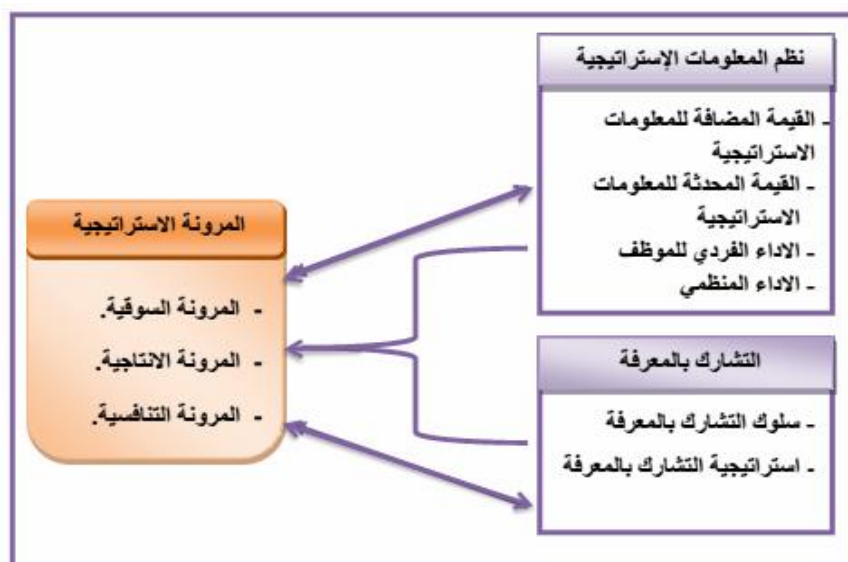 نظم المعلومات الإستراتيجية
- القيمة المضافة للمعلومات
الاستراتيجية
- القيمة المحدثة للمعلومات
الاستراتيجية
- الاداء الفردي للموظف
- الاداء المنظمي
التشارك بالمعرفة
- سلوك التشارك بالمعرفة
- استراتيجية التشارك بالمعرفة
المرونة الاستراتيجية
- المرونة السوقية.
- المرونة الانتاجية.
- المرونة التنافسية.